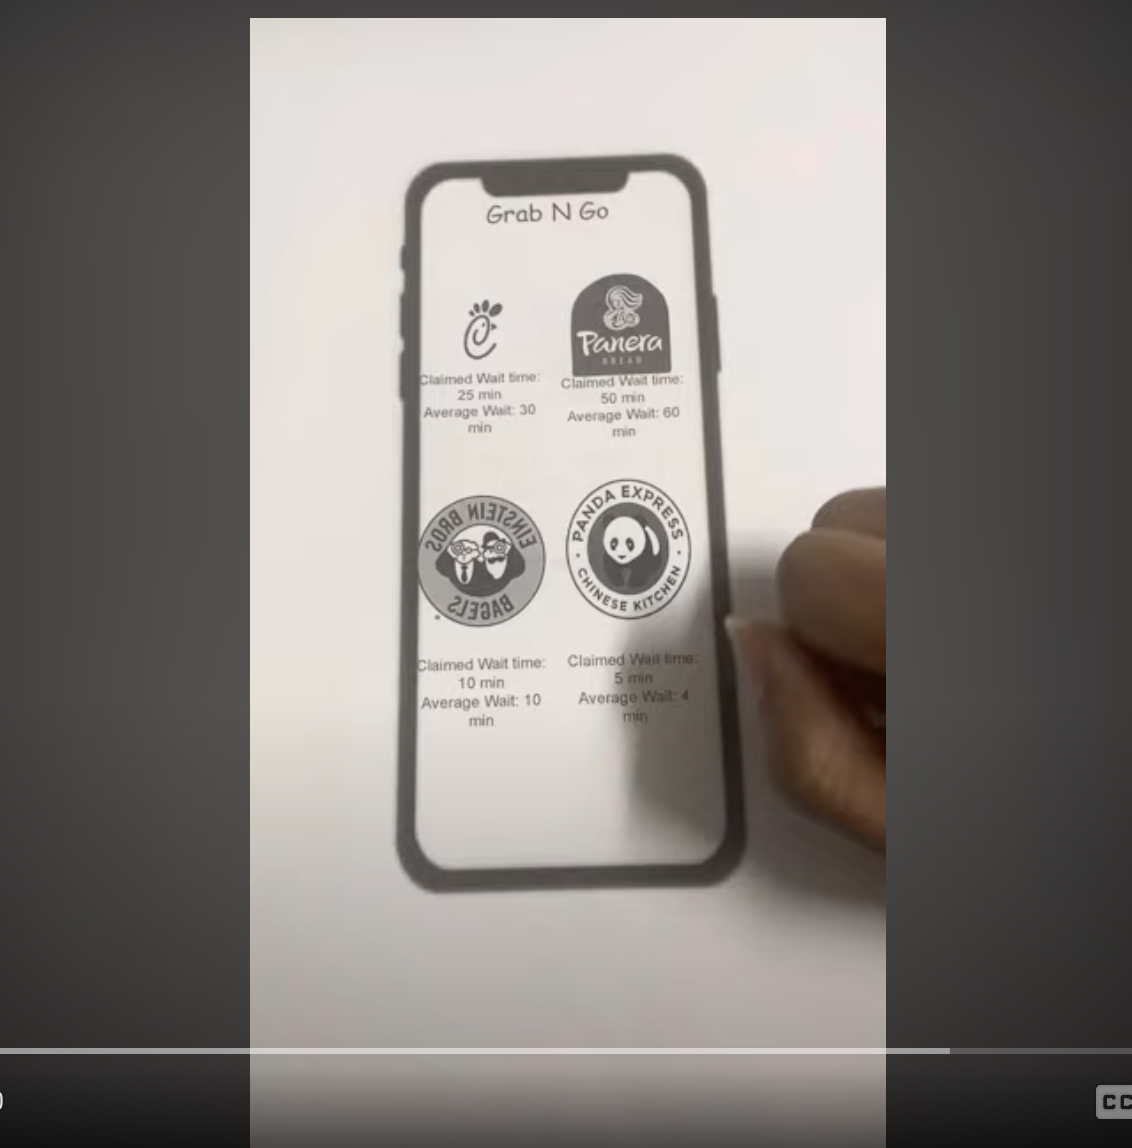 Grab N Go
Panera
BREAD
Claimed Wait time:
25 min
Average Wait: 30
min
Claimed Wait time:
50 min
Average Wait: 60
min
EINSTEIN BROS
BAGELS
PANDA EXPRESS
CHINESE KITCHEN
Claimed Wait time:
10 min
Average Wait: 10
min
Claimed Wait time:
5 min
Average Wait: 4
min
CC